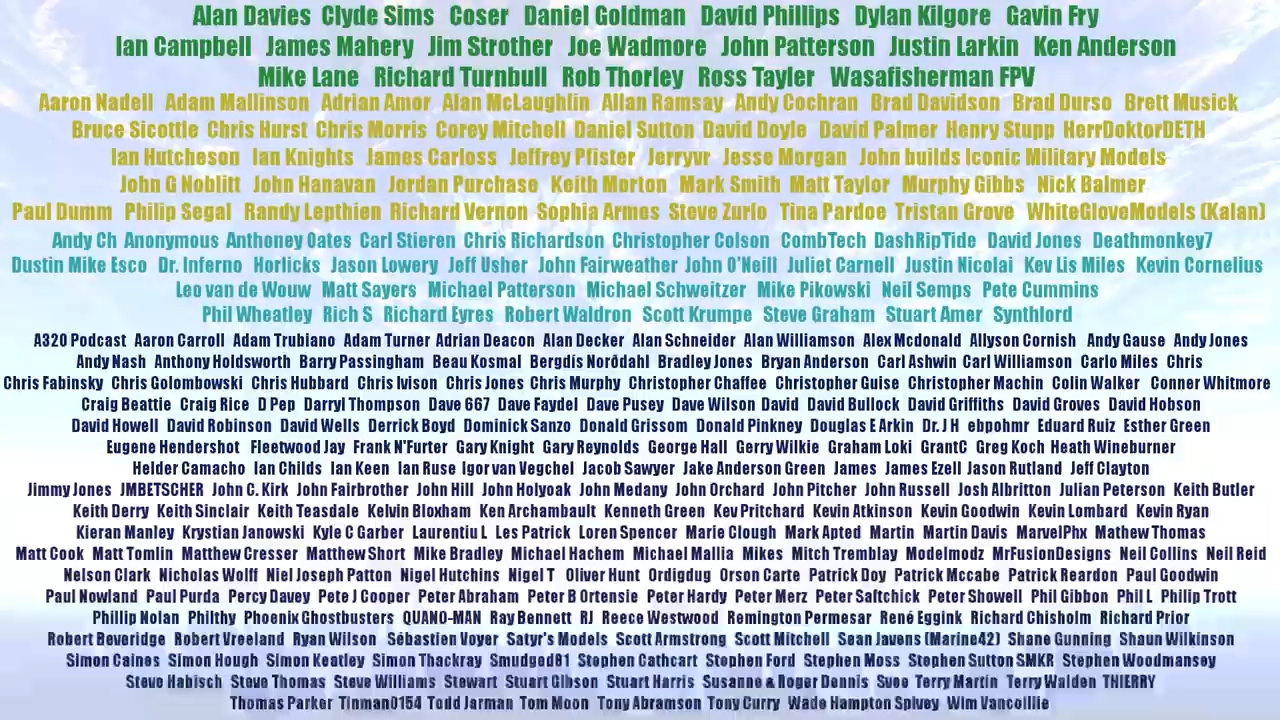 Alan Davies Clyde Sims Coser Daniel Goldman David Phillips Dylan Kilgore Gavin Fry
Ian Campbell James Mahery Jim Strother Joe Wadmore John Patterson Justin Larkin Ken Anderson
Mike Lane Richard Turnbull Rob Thorley Ross Tayler Wasafisherman FPV
Aaron Nadell Adam Mallinson Adrian Amor Alan McLaughlin Allan Ramsay Andy Cochran Brad Davidson Brad Durso Brett Musick
Bruce Sicottle Chris Hurst Chris Morris Corey Mitchell Daniel Sutton David Doyle David Palmer Henry Stupp HerrDoktorDETH
Ian Hutcheson Ian Knights James Carloss Jeffrey Pfister Jerryvr Jesse Morgan John builds Iconic Military Models
John G Noblitt John Hanavan Jordan Purchase Keith Morton Mark Smith Matt Taylor Murphy Gibbs Nick Balmer
Paul Dumm Philip Segal Randy Lepthien Richard Vernon Sophia Armes Steve Zurlo Tina Pardoe Tristan Grove WhiteGloveModels (Kalan)
Andy Ch Anonymous Anthoney Oates Carl Stieren Chris Richardson Christopher Colson CombTech DashRipTide David Jones Deathmonkey7
Dustin Mike Esco Dr. Inferno Horlicks Jason Lowery Jeff Usher John Fairweather John O'Neill Juliet Carnell Justin Nicolai Kev Lis Miles Kevin Cornelius
Leo van de Wouw Matt Sayers Michael Patterson Michael Schweitzer Mike Pikowski Neil Semps Pete Cummins
Phil Wheatley Rich S Richard Eyres Robert Waldron Scott Krumpe Steve Graham Stuart Amer Synthlord
A320 Podcast Aaron Carroll Adam Trubiano Adam Turner Adrian Deacon Alan Decker Alan Schneider Alan Williamson Alex Mcdonald Allyson Cornish Andy Gause Andy Jones
Andy Nash Anthony Holdsworth Barry Passingham Beau Kosmal Bergdís Norðdahl Bradley Jones Bryan Anderson Carl Ashwin Carl Williamson Carlo Miles Chris
Chris Fabinsky Chris Golombowski Chris Hubbard Chris Ivison Chris Jones Chris Murphy Christopher Chaffee Christopher Guise Christopher Machin Colin Walker Conner Whitmore
Craig Beattie Craig Rice D Pep Darryl Thompson Dave 667 Dave Faydel Dave Pusey Dave Wilson David David Bullock David Griffiths David Groves David Hobson
David Howell David Robinson David Wells Derrick Boyd Dominick Sanzo Donald Grissom Donald Pinkney Douglas E Arkin Dr. J H ebpohmr Eduard Ruiz Esther Green
Eugene Hendershot Fleetwood Jay Frank N'Furter Gary Knight Gary Reynolds George Hall Gerry Wilkie Graham Loki GrantC Greg Koch Heath Wineburner
Helder Camacho Ian Childs Ian Keen Ian Ruse Igor van Vegchel Jacob Sawyer Jake Anderson Green James James Ezell Jason Rutland Jeff Clayton
Jimmy Jones JMBETSCHER John C. Kirk John Fairbrother John Hill John Holyoak John Medany John Orchard John Pitcher John Russell Josh Albritton Julian Peterson Keith Butler
Keith Derry Keith Sinclair Keith Teasdale Kelvin Bloxham Ken Archambault Kenneth Green Kev Pritchard Kevin Atkinson Kevin Goodwin Kevin Lombard Kevin Ryan
Kieran Manley Krystian Janowski Kyle C Garber Laurentiu L Les Patrick Loren Spencer Marie Clough Mark Apted Martin Martin Davis MarvelPhx Mathew Thomas
Matt Cook Matt Tomlin Matthew Cresser Matthew Short Mike Bradley Michael Hachem Michael Mallia Mikes Mitch Tremblay Modelmodz MrFusionDesigns Neil Collins Neil Reid
Nelson Clark Nicholas Wolff Niel Joseph Patton Nigel Hutchins Nigel T Oliver Hunt Ordigdug Orson Carte Patrick Doy Patrick Mccabe Patrick Reardon Paul Goodwin
Paul Nowland Paul Purda Percy Davey Pete J Cooper Peter Abraham Peter B Ortensie Peter Hardy Peter Merz Peter Saftchick Peter Showell Phil Gibbon Phil L Philip Trott
Phillip Nolan Philthy Phoenix Ghostbusters QUANO-MAN Ray Bennett RJ Reece Westwood Remington Permesar René Eggink Richard Chisholm Richard Prior
Robert Beveridge Robert Vreeland Ryan Wilson Sébastien Voyer Satyr's Models Scott Armstrong Scott Mitchell Sean Javens (Marine42) Shane Gunning Shaun Wilkinson
Simon Caines Simon Hough Simon Keatley Simon Thackray Smudged81 Stephen Cathcart Stephen Ford Stephen Moss Stephen Sutton SMKR Stephen Woodmansey
Steve Habisch Steve Thomas Steve Williams Stewart Stuart Gibson Stuart Harris Susanne & Roger Dennis Svee Terry Martin Terry Walden THIERRY
Thomas Parker Tinman0154 Todd Jarman Tom Moon Tony Abramson Tony Curry Wade Hampton Spivey Wim Vancoillie